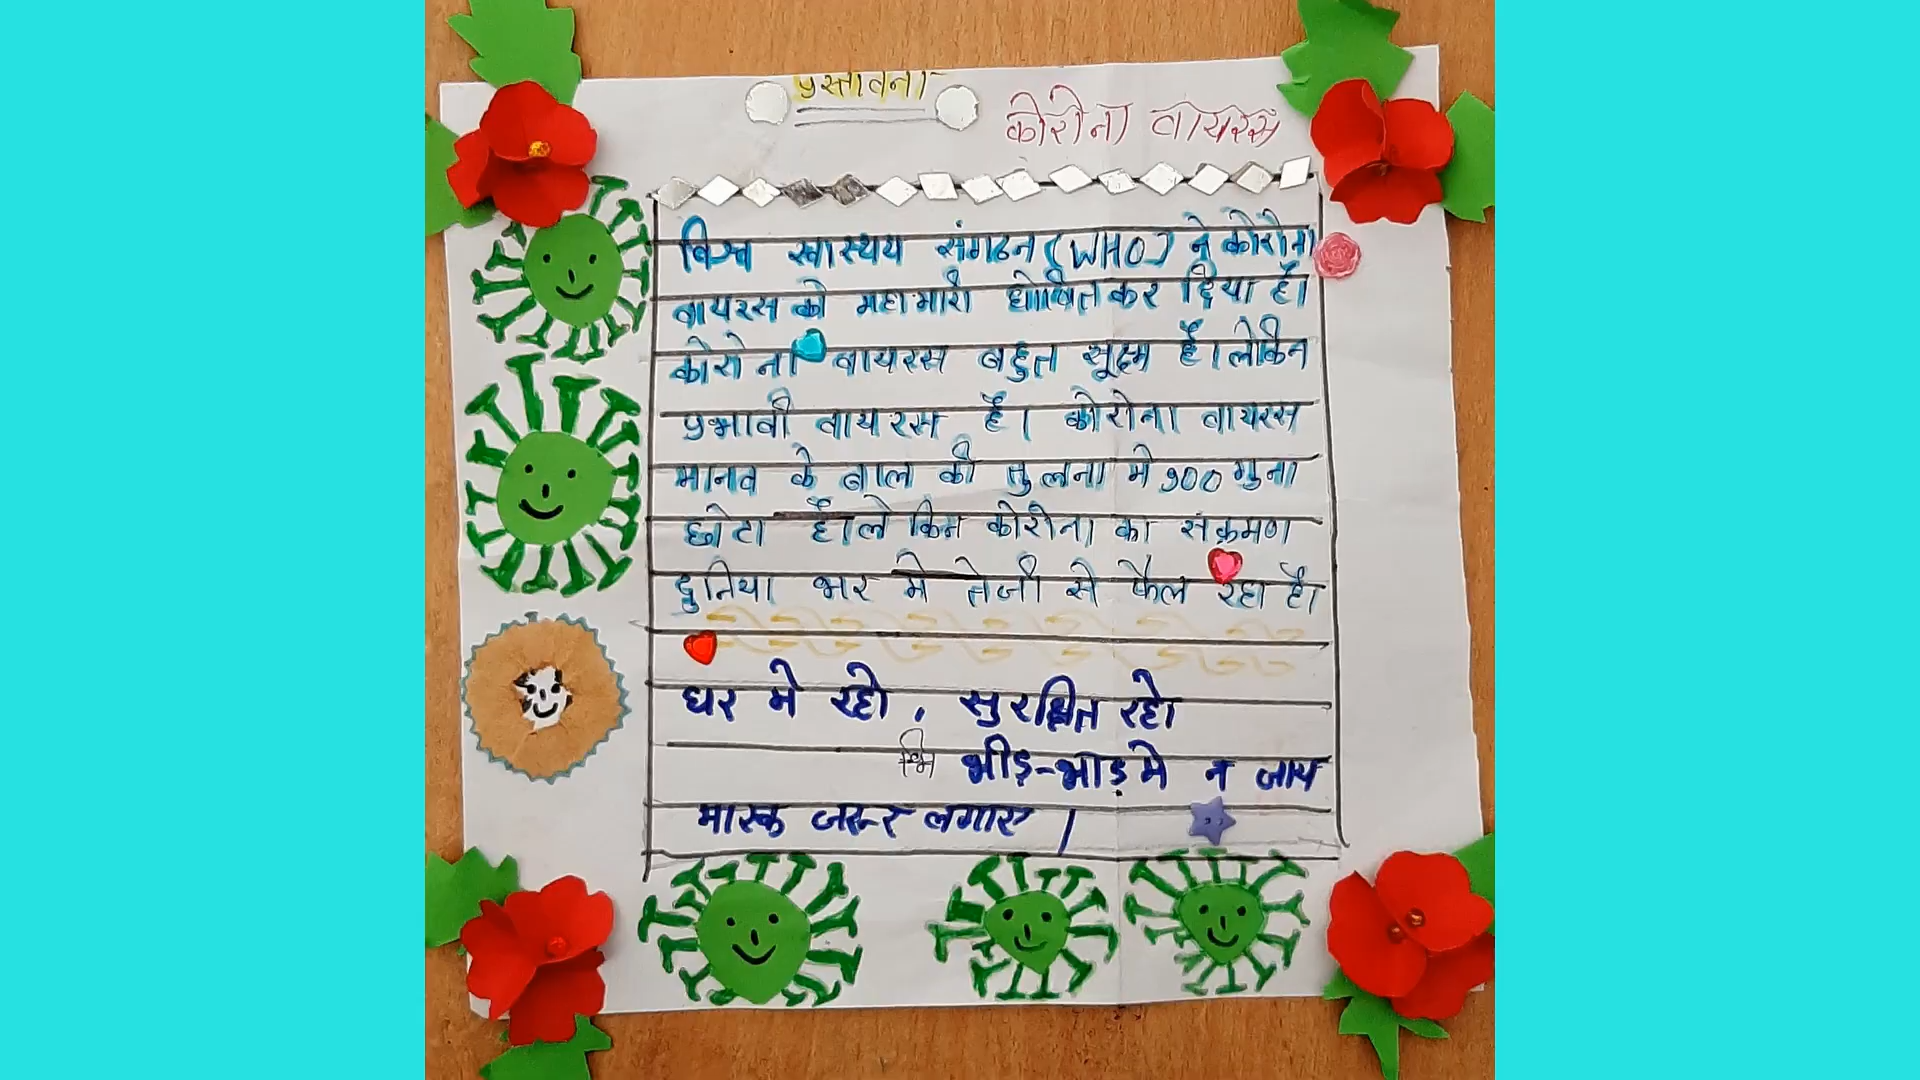 प्रस्तावना
कोरोना वायरस
विश्व स्वास्थय संगठन (WHO) ने कोरोना
वायरस को महामारी घोषित कर दिया है।
कोरोना वायरस बहुत सूक्ष्म है। लेकिन
प्रभावी वायरस है। कोरोना वायरस
मानव के बाल की तुलना मे 900 गुना
छोटा है। लेकिन कोरोना का संक्रमण
दुनिया भर मे तेजी से फैल रहा है।
घर मे रहो, सुरक्षित रहो
भीड़-भाड़ मे न जाय
मास्क जरूर लगाए।